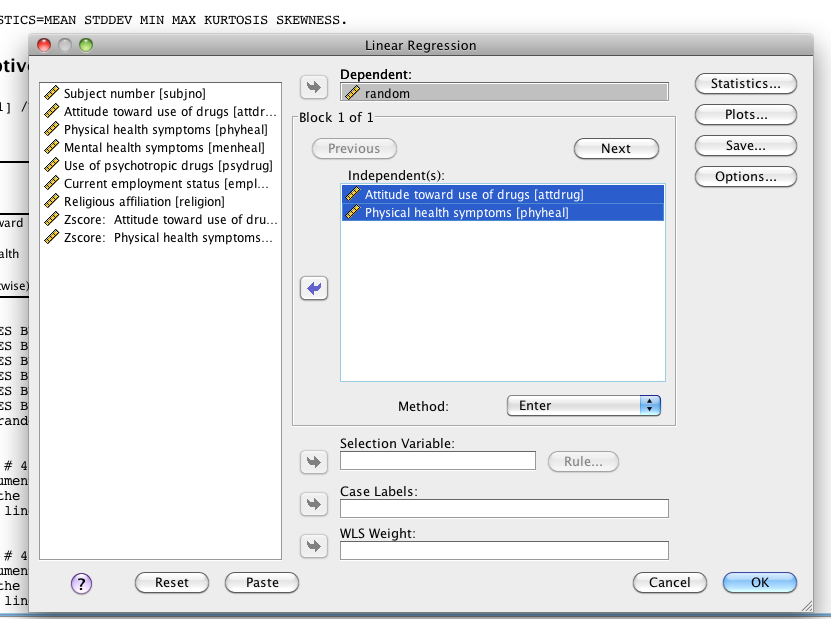 STICS=MEAN STDDEV MIN MAX KURTOSIS SKEWNESS.
Linear Regression
ptive
1] /
ward
alth
twise)
ES B
ES B
ES B
ES B
ES B
ES B
rand
# 4
umen
the
line
# 4
umen
the
lin
Subject number [subjno]
Attitude toward use of drugs [attdr...
Physical health symptoms [phyheal]
Mental health symptoms [menheal]
Use of psychotropic drugs [psydrug]
Current employment status [empl...
Religious affiliation [religion]
Zscore: Attitude toward use of dru...
Zscore: Physical health symptoms...
Dependent:
random
Block 1 of 1
Previous
Next
Independent(s):
Attitude toward use of drugs [attdrug]
Physical health symptoms [phyheal]
Method:
Enter
Selection Variable:
Rule...
Case Labels:
WLS Weight:
Statistics...
Plots...
Save...
Options...
?
Reset
Paste
Cancel
OK